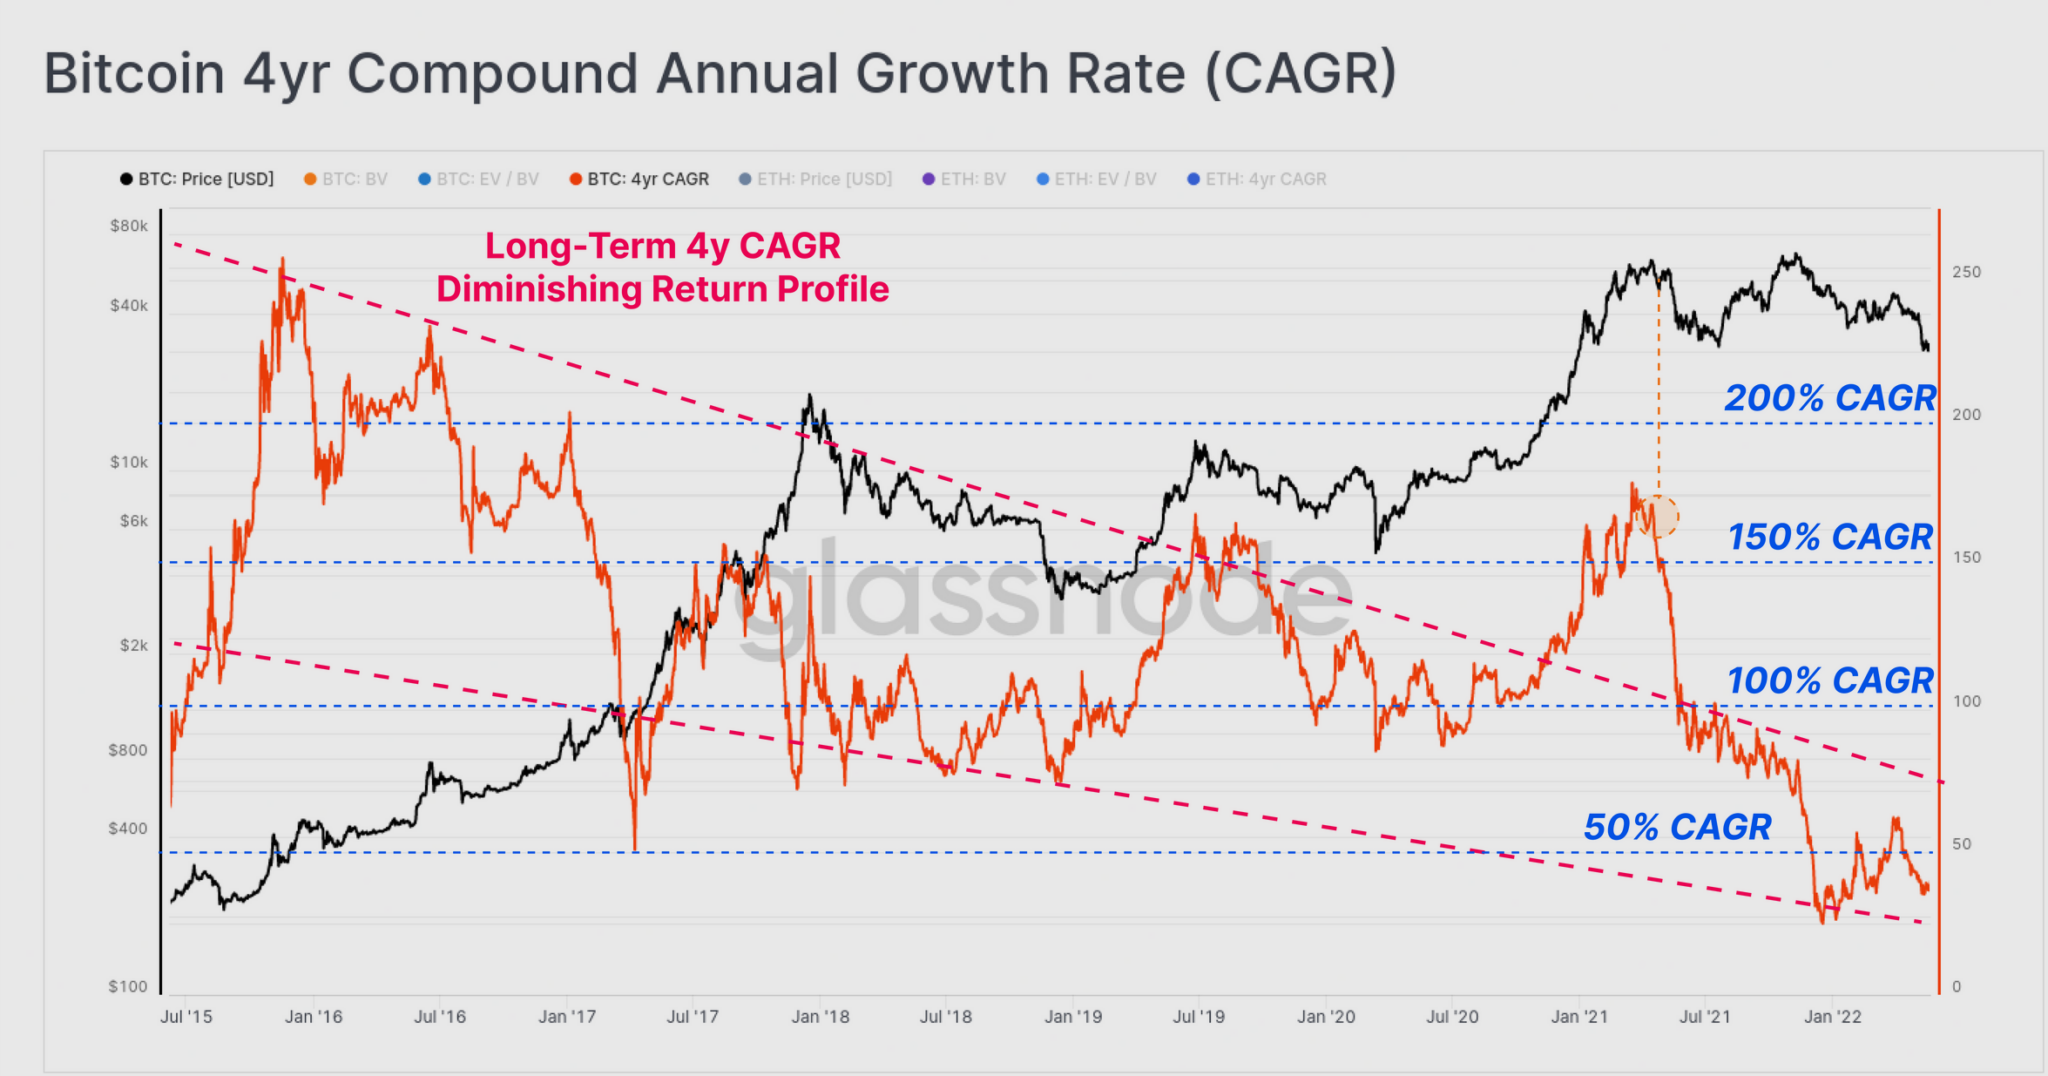 Bitcoin 4yr Compound Annual Growth Rate (CAGR)
BTC: Price [USD] BTC: BV BTC: EV / BV BTC: 4yr CAGR ETH: Price [USD] ETH: BV ETH: EV / BV ETH: 4yr CAGR
Long-Term 4y CAGR
Diminishing Return Profile
$80k
$40k
$10k
$6k
$2k
$800
$400
$100
250
200
150
100
50
0
200% CAGR
150% CAGR
100% CAGR
50% CAGR
glassnode
Jul '15 Jan '16 Jul '16 Jan '17 Jul '17 Jan '18 Jul '18 Jan '19 Jul '19 Jan '20 Jul '20 Jan '21 Jul '21 Jan '22